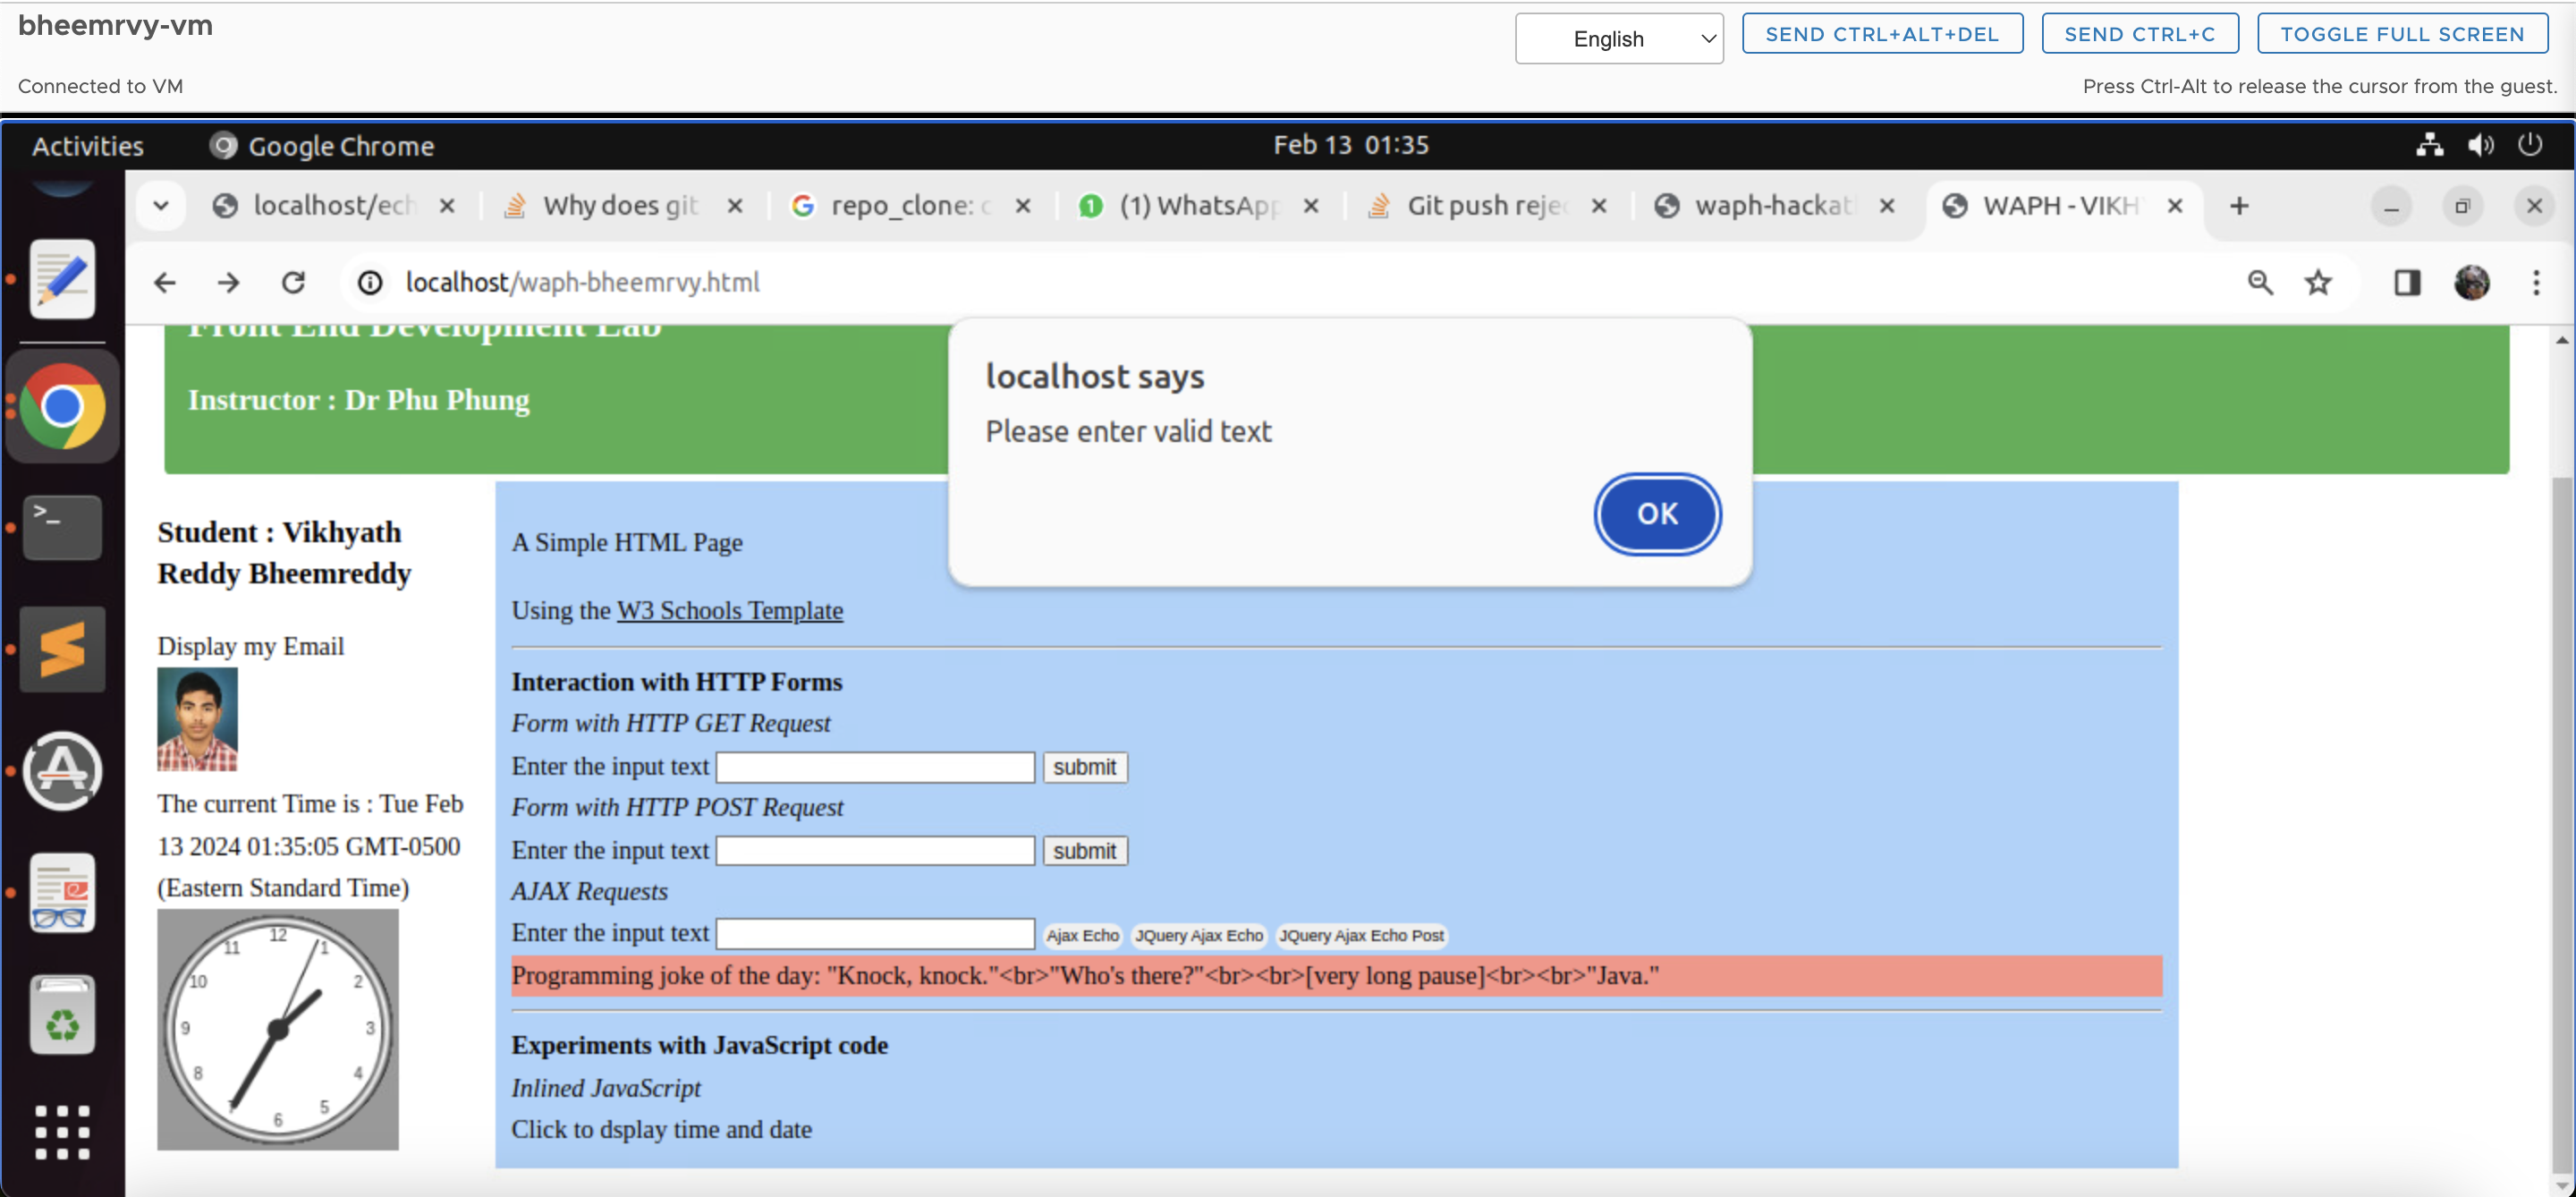 bheemrvy-vm
English
SEND CTRL+ALT+DEL
SEND CTRL+C
TOGGLE FULL SCREEN
Connected to VM
Press Ctrl-Alt to release the cursor from the guest.
Activities
Google Chrome
Feb 13 01:35
localhost/ech
Why does git
repo_clone: c
(1) WhatsApp
Git push rejec
waph-hackat
WAPH - VIKH
localhost/waph-bheemrvy.html
Front End Development Lab
Instructor : Dr Phu Phung
localhost says
Please enter valid text
OK
Student : Vikhyath
Reddy Bheemreddy
Display my Email
The current Time is : Tue Feb
13 2024 01:35:05 GMT-0500
(Eastern Standard Time)
12
1
2
3
4
5
6
7
8
9
10
11
A Simple HTML Page
Using the W3 Schools Template
Interaction with HTTP Forms
Form with HTTP GET Request
Enter the input text submit
Form with HTTP POST Request
Enter the input text submit
AJAX Requests
Enter the input text Ajax Echo JQuery Ajax Echo JQuery Ajax Echo Post
Programming joke of the day: "Knock, knock."<br>"Who's there?"<br><br>[very long pause]<br><br>"Java."
Experiments with JavaScript code
Inlined JavaScript
Click to dsplay time and date